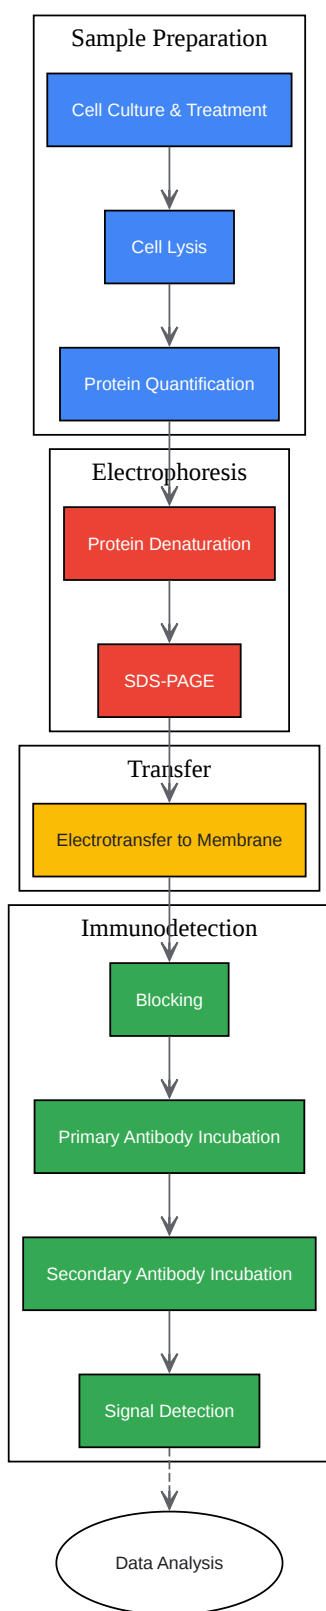 Sample Preparation
Cell Culture & Treatment
Cell Lysis
Protein Quantification
Electrophoresis
Protein Denaturation
SDS-PAGE
Transfer
Electrotransfer to Membrane
Immunodetection
Blocking
Primary Antibody Incubation
Secondary Antibody Incubation
Signal Detection
Data Analysis